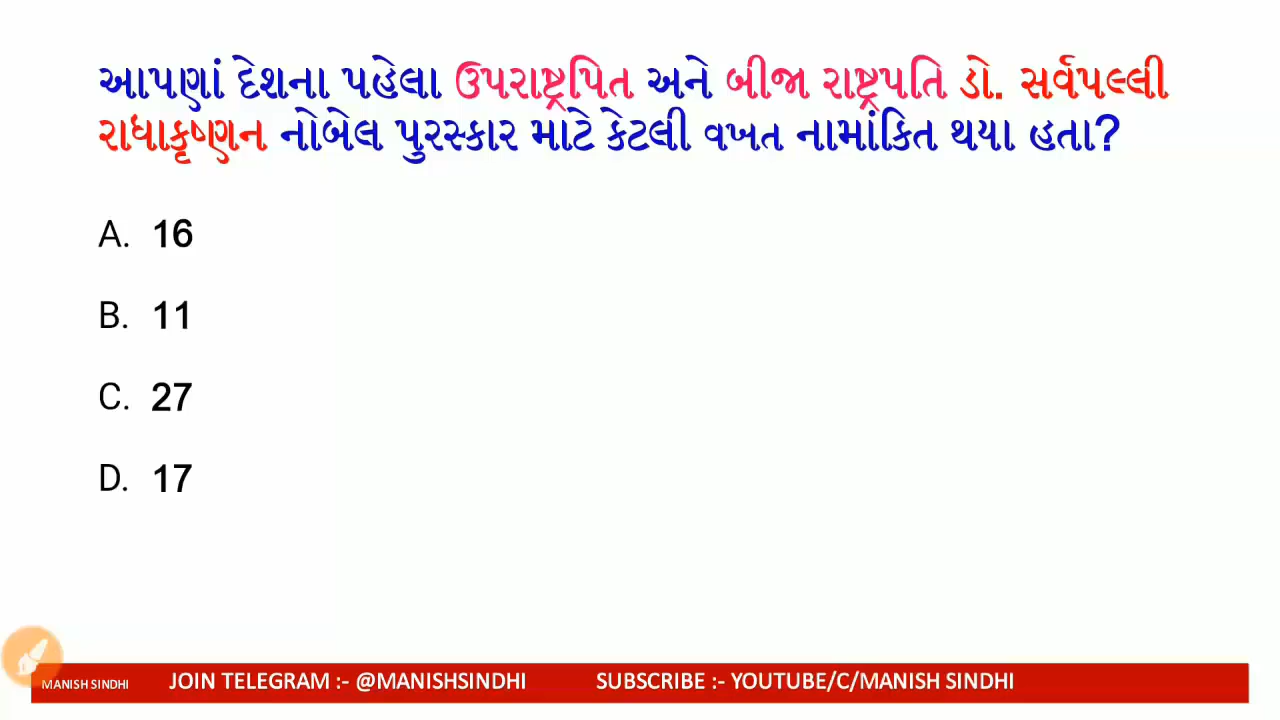 આપણાં દેશના પહેલા ઉપરાષ્ટ્રપિત અને બીજા રાષ્ટ્રપતિ ડો. સર્વપલ્લી
રાધાકૃષ્ણન નોબેલ પુરસ્કાર માટે કેટલી વખત નામાંકિત થયા હતા?
A. 16
B. 11
C. 27
D. 17
MANISH SINDHI JOIN TELEGRAM :- @MANISHSINDHI SUBSCRIBE :- YOUTUBE/C/MANISH SINDHI